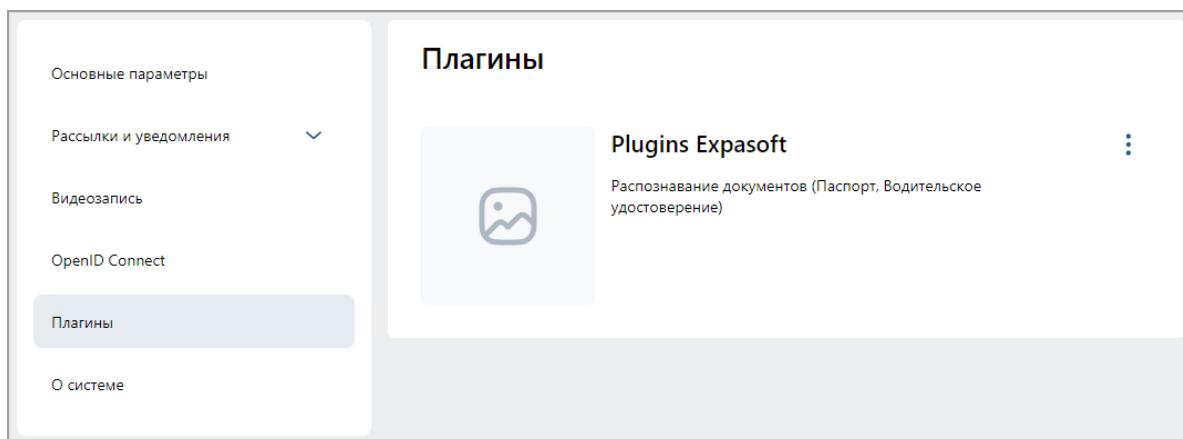 Основные параметры
Рассылки и уведомления
Видеозапись
OpenID Connect
Плагины
О системе
Плагины
Plugins Expasoft
Распознавание документов (Паспорт, Водительское
удостоверение)